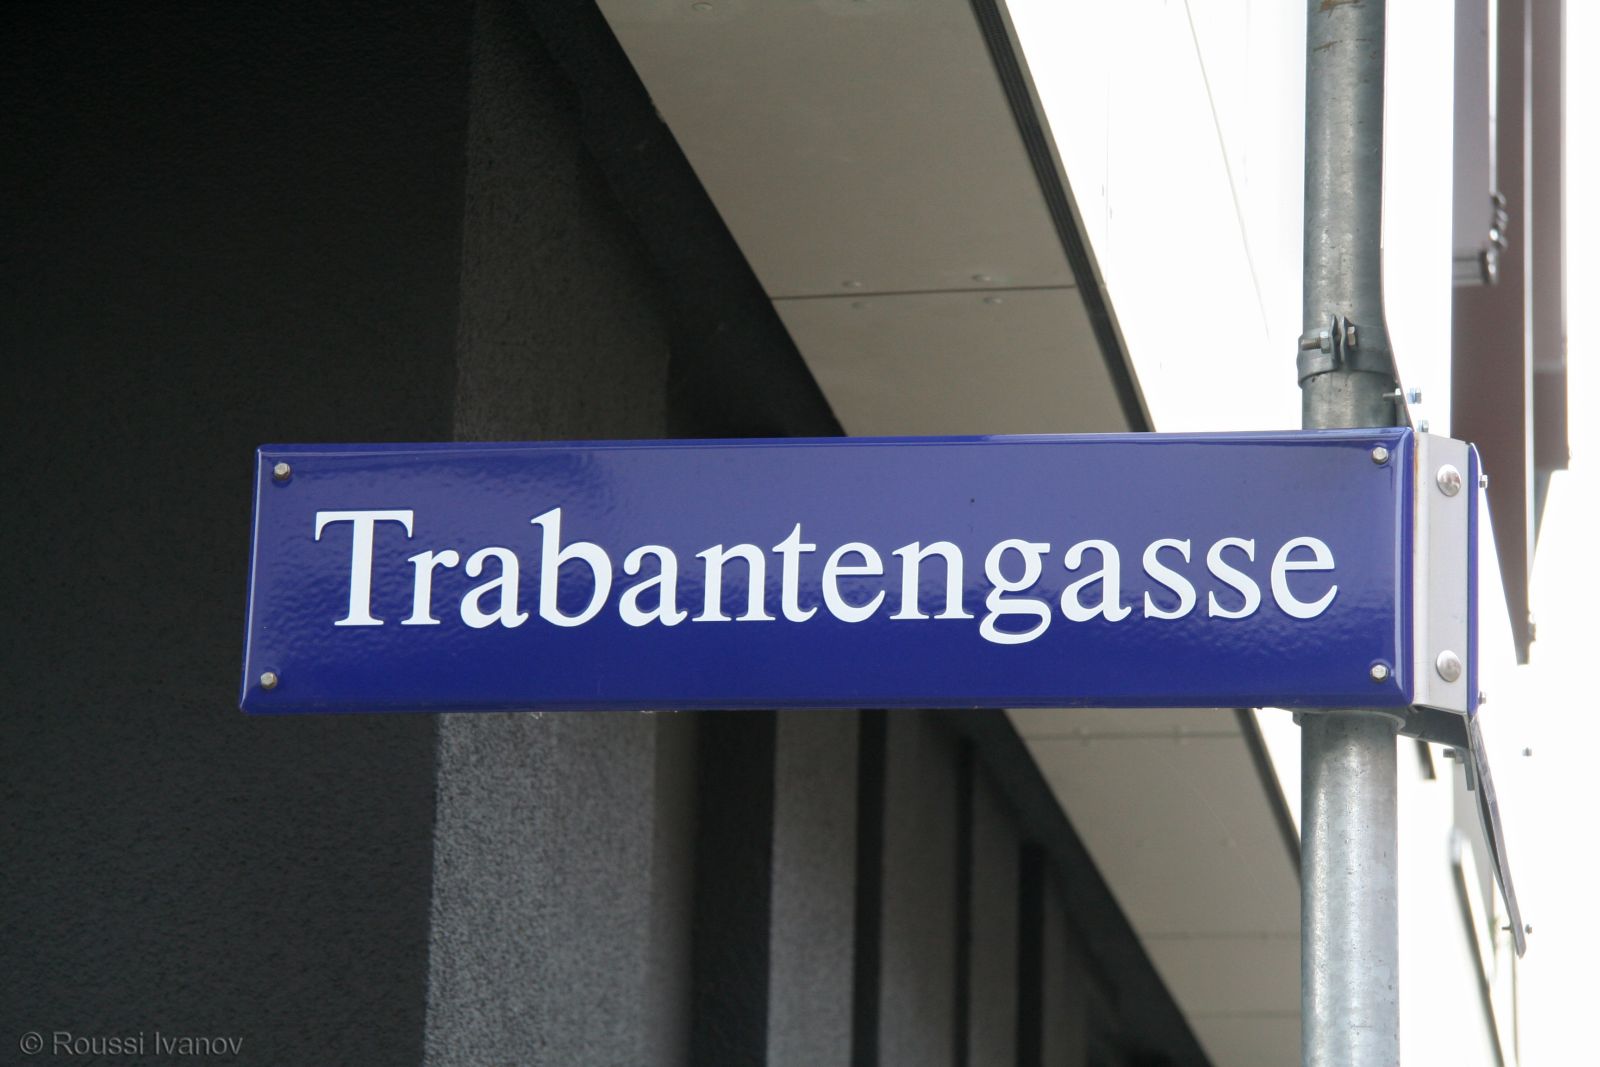 Trabantengasse
© Roussi Ivanov